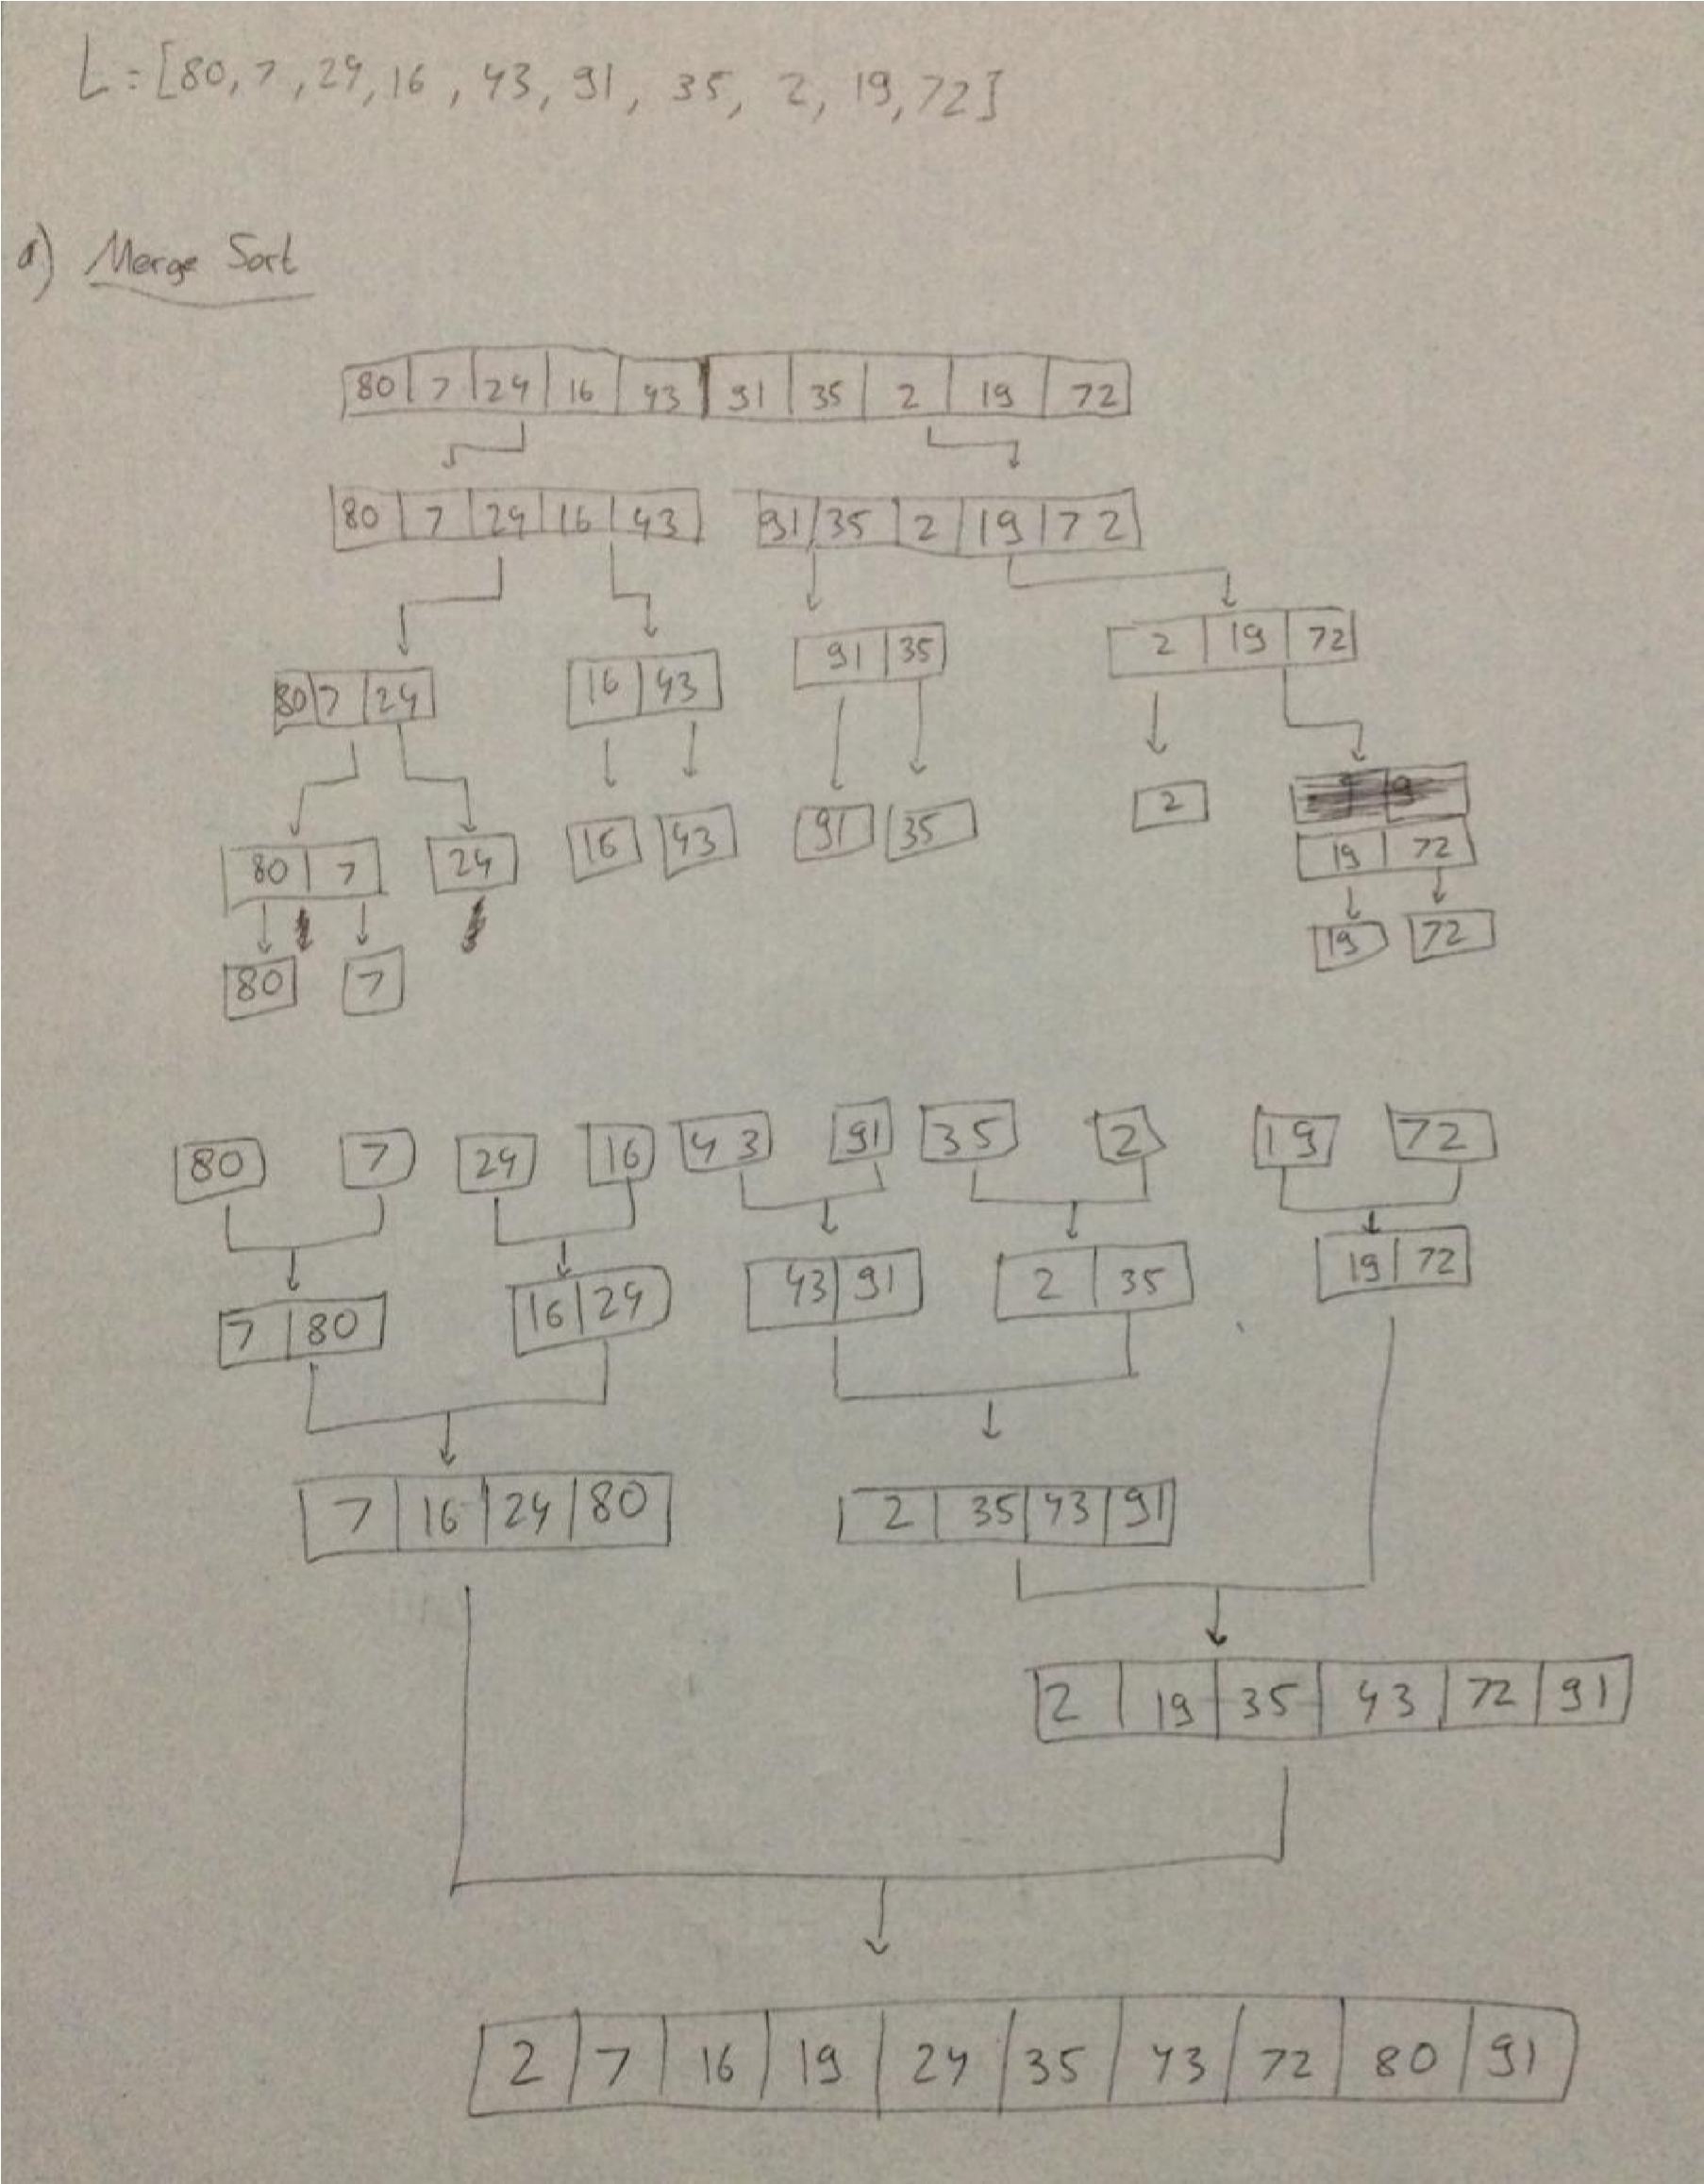 L=[80, 7, 24, 16, 43, 91, 35, 2, 19, 72]
a) Merge Sort
80 7 24 16 43 91 35 2 19 72
80 7 24 16 43 91 35 2 19 72
80 7 24 16 43 91 35 2 19 72
80 7 24 16 43 91 35 2 19 72
80 7 19 72
80 7 24 16 43 91 35 2 19 72
7 80 16 24 43 91 2 35 19 72
7 16 24 80 2 35 43 91
2 19 35 43 72 91
2 7 16 19 24 35 43 72 80 91